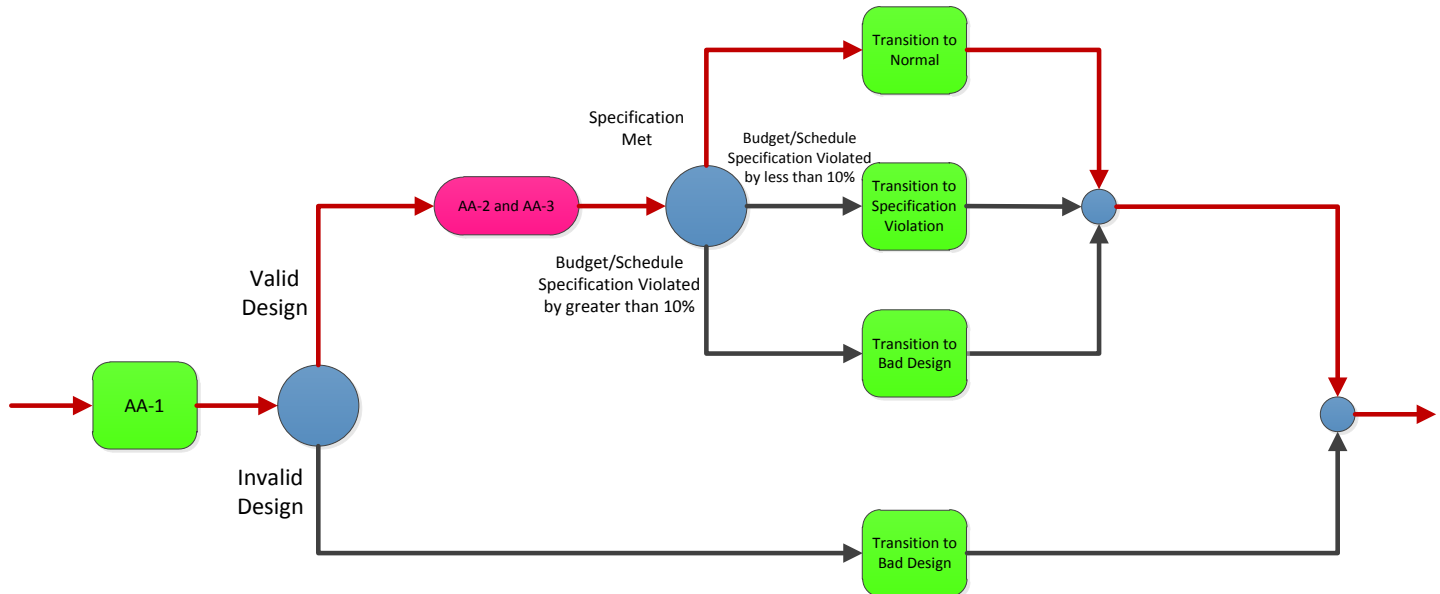 Transition to
Normal
Specification
Met
Budget/Schedule
Specification Violated
by less than 10%
Transition to
Specification
Violation
AA-2 and AA-3
Budget/Schedule
Specification Violated
by greater than 10%
Valid
Design
Transition to
Bad Design
AA-1
Invalid
Design
Transition to
Bad Design